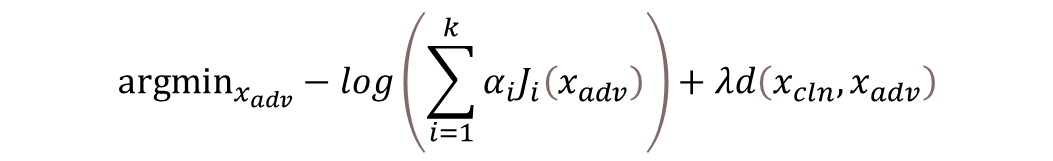 argmin_{x_{adv}} − log(∑_{i=1}^{k} α_i J_i(x_{adv})) + λd(x_{cln}, x_{adv})